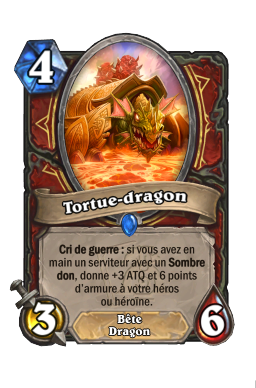 4
Tortue-dragon
Cri de guerre : si vous avez en
main un serviteur avec un Sombre
don, donne +3 ATQ et 6 points
d'armure à votre héros
ou héroïne.
3
Bête
Dragon
6